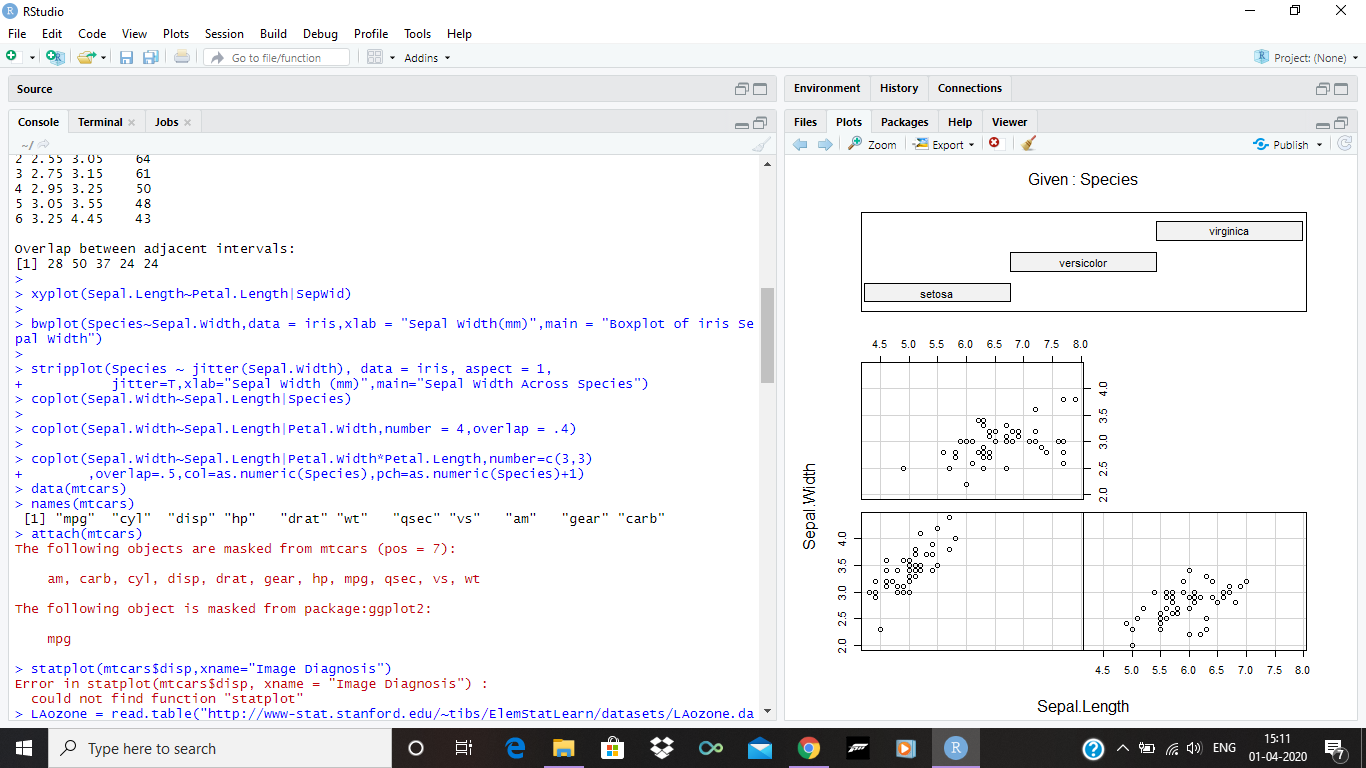 RStudio
File Edit Code View Plots Session Build Debug Profile Tools Help
Go to file/function
Addins
Project: (None)
Source
Console Terminal Jobs
~/
2 2.55 3.05 64
3 2.75 3.15 61
4 2.95 3.25 50
5 3.05 3.55 48
6 3.25 4.45 43
Overlap between adjacent intervals:
[1] 28 50 37 24 24
>
> xyplot(Sepal.Length~Petal.Length|SepWid)
>
> bwplot(Species~Sepal.Width,data = iris,xlab = "Sepal Width(mm)",main = "Boxplot of iris Se
pal Width")
>
> stripplot(Species ~ jitter(Sepal.Width), data = iris, aspect = 1,
+ jitter=T,xlab="Sepal Width (mm)",main="Sepal Width Across Species")
> coplot(Sepal.Width~Sepal.Length|Species)
>
> coplot(Sepal.Width~Sepal.Length|Petal.Width,number = 4,overlap = .4)
>
> coplot(Sepal.Width~Sepal.Length|Petal.Width*Petal.Length,number=c(3,3)
+ ,overlap=.5,col=as.numeric(Species),pch=as.numeric(Species)+1)
> data(mtcars)
> names(mtcars)
[1] "mpg" "cyl" "disp" "hp" "drat" "wt" "qsec" "vs" "am" "gear" "carb"
> attach(mtcars)
The following objects are masked from mtcars (pos = 7):
am, carb, cyl, disp, drat, gear, hp, mpg, qsec, vs, wt
The following object is masked from package:ggplot2:
mpg
> statplot(mtcars$disp,xname="Image Diagnosis")
Error in statplot(mtcars$disp, xname = "Image Diagnosis") :
could not find function "statplot"
> LAozone = read.table("http://www-stat.stanford.edu/~tibs/ElemStatLearn/datasets/LAozone.da
Environment History Connections
Files Plots Packages Help Viewer
Zoom Export Publish
Given : Species
virginica
versicolor
setosa
4.5 5.0 5.5 6.0 6.5 7.0 7.5 8.0
2.0 2.5 3.0 3.5 4.0
Sepal.Width
2.0 2.5 3.0 3.5 4.0
4.5 5.0 5.5 6.0 6.5 7.0 7.5 8.0
Sepal.Length
Type here to search
ENG
15:11
01-04-2020
7